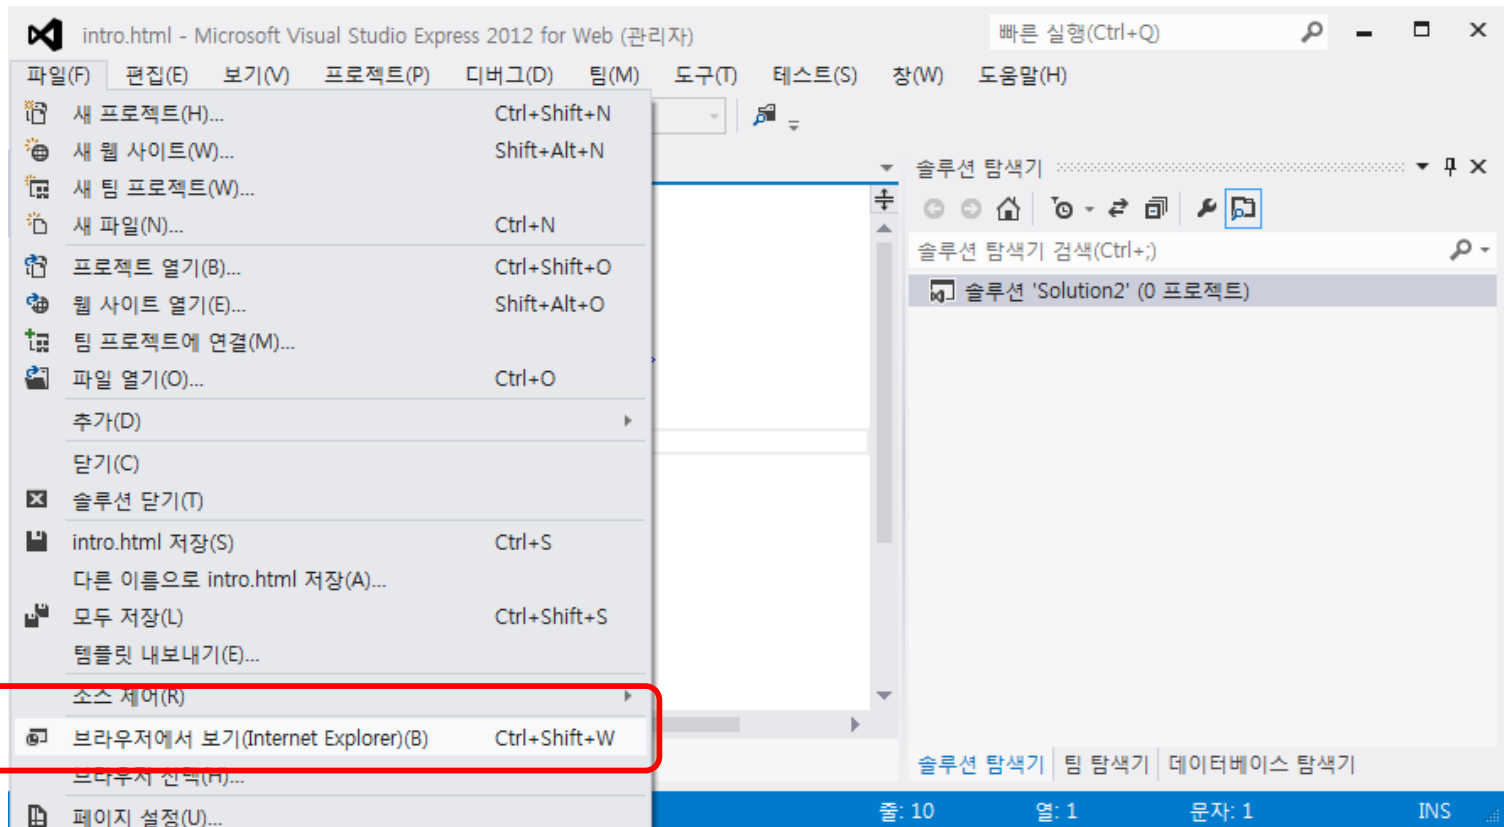 intro.html - Microsoft Visual Studio Express 2012 for Web (관리자)
빠른 실행(Ctrl+Q)
파일(F) 편집(E) 보기(V) 프로젝트(P) 디버그(D) 팀(M) 도구(T) 테스트(S) 창(W) 도움말(H)
새 프로젝트(H)... Ctrl+Shift+N
새 웹 사이트(W)... Shift+Alt+N
새 팀 프로젝트(W)...
새 파일(N)... Ctrl+N
프로젝트 열기(B)... Ctrl+Shift+O
웹 사이트 열기(E)... Shift+Alt+O
팀 프로젝트에 연결(M)...
파일 열기(O)... Ctrl+O
추가(D)
닫기(C)
솔루션 닫기(T)
intro.html 저장(S) Ctrl+S
다른 이름으로 intro.html 저장(A)...
모두 저장(L) Ctrl+Shift+S
템플릿 내보내기(E)...
소스 제어(R)
브라우저에서 보기(Internet Explorer)(B) Ctrl+Shift+W
브라우저 선택(H)...
페이지 설정(U)...
솔루션 탐색기
솔루션 탐색기 검색(Ctrl+;)
솔루션 'Solution2' (0 프로젝트)
솔루션 탐색기 팀 탐색기 데이터베이스 탐색기
줄: 10 열: 1 문자: 1 INS